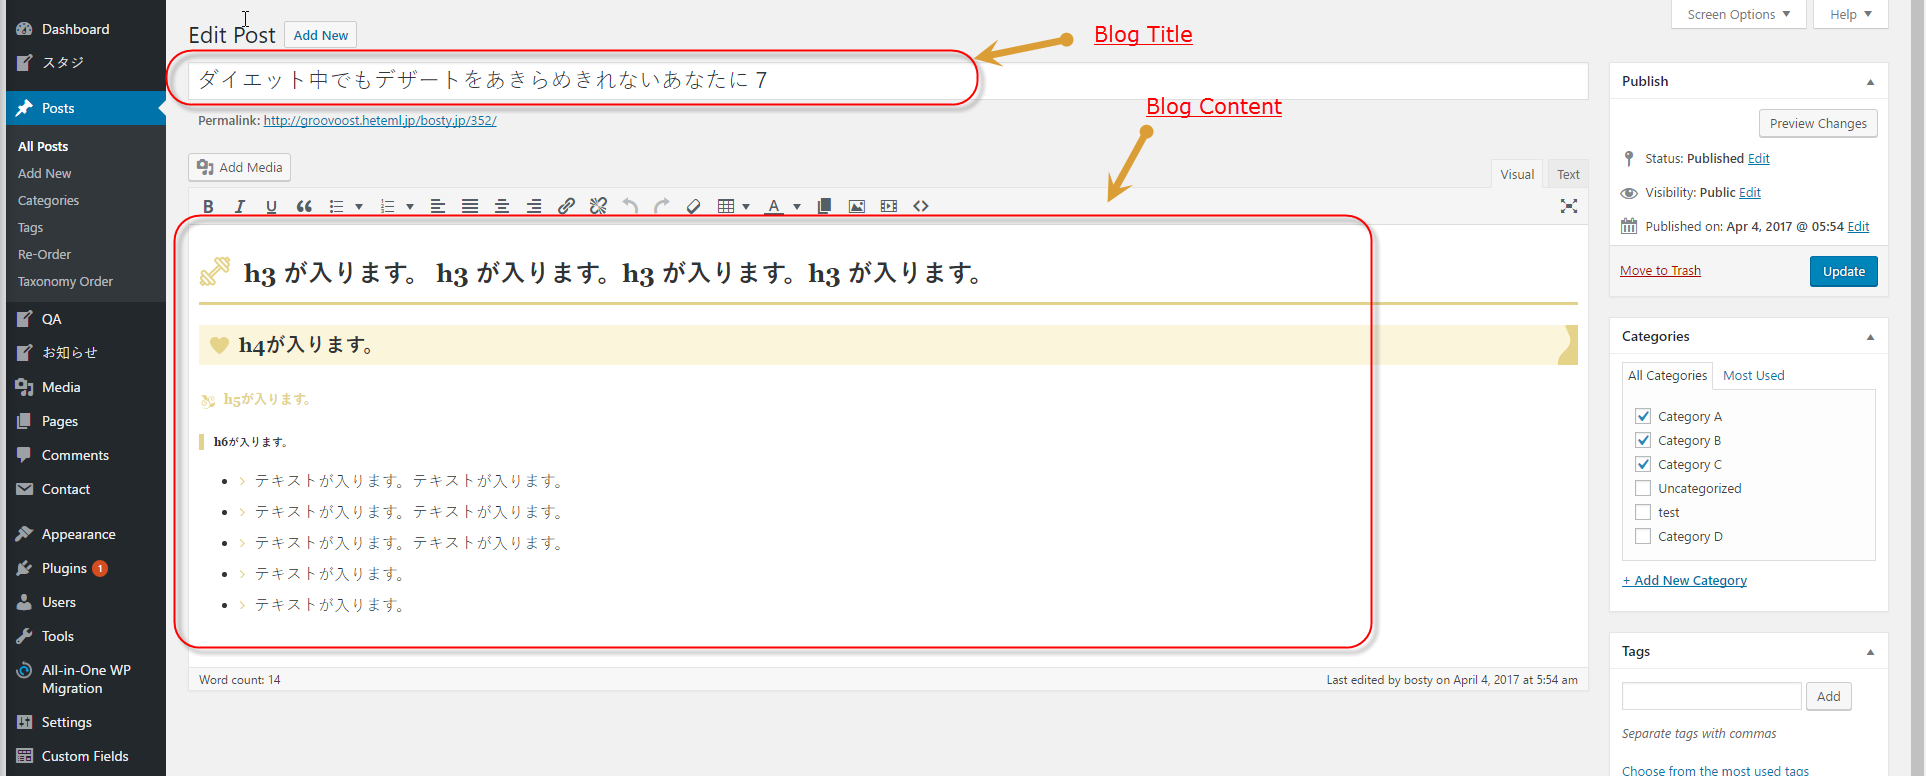 Dashboard
スタジ
Posts
All Posts
Add New
Categories
Tags
Re-Order
Taxonomy Order
QA
お知らせ
Media
Pages
Comments
Contact
Appearance
Plugins 1
Users
Tools
All-in-One WP
Migration
Settings
Custom Fields
Screen Options
Help
Edit Post
Add New
Blog Title
ダイエット中でもデザートをあきらめきれないあなたに 7
Blog Content
Permalink: http://groovoost.heteml.jp/bosty.jp/352/
Add Media
Visual
Text
h3 が入ります。 h3 が入ります。h3 が入ります。h3 が入ります。
h4が入ります。
h5が入ります。
h6が入ります。
テキストが入ります。テキストが入ります。
テキストが入ります。テキストが入ります。
テキストが入ります。テキストが入ります。
テキストが入ります。
テキストが入ります。
Word count: 14
Last edited by bosty on April 4, 2017 at 5:54 am
Publish
Preview Changes
Status: Published Edit
Visibility: Public Edit
Published on: Apr 4, 2017 @ 05:54 Edit
Move to Trash
Update
Categories
All Categories
Most Used
Category A
Category B
Category C
Uncategorized
test
Category D
+ Add New Category
Tags
Add
Separate tags with commas
Choose from the most used tags